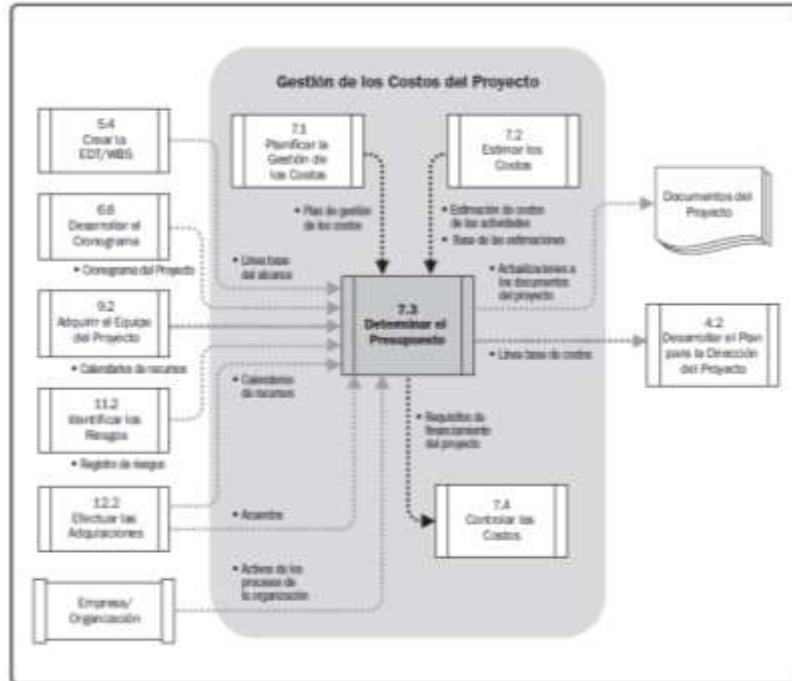 Gestión de los Costos del Proyecto
5.4
Crear la
EDT/WBS
7.1
Planificar la
Gestión de
los Costos
7.2
Estimar los
Costos
Documentos del
Proyecto
6.6
Desarrollar el
Cronograma
• Cronograma del Proyecto
• Plan de gestión
de los costos
• Estimación de costos
de las actividades
• Base de las estimaciones
• Línea base
del alcance
• Actualizaciones a
los documentos
del proyecto
9.2
Adquirir el Equipo
del Proyecto
• Calendarios de recursos
7.3
Determinar el
Presupuesto
• Línea base de costos
4.2
Desarrollar el Plan
para la Dirección
del Proyecto
• Calendarios
de recursos
11.2
Identificar los
Riesgos
• Registro de riesgos
• Requisitos de
financiamiento
del proyecto
12.2
Efectuar las
Adquisiciones
• Acuerdos
7.4
Controlar los
Costos
• Activos de los
procesos de
la organización
Empresa/
Organización